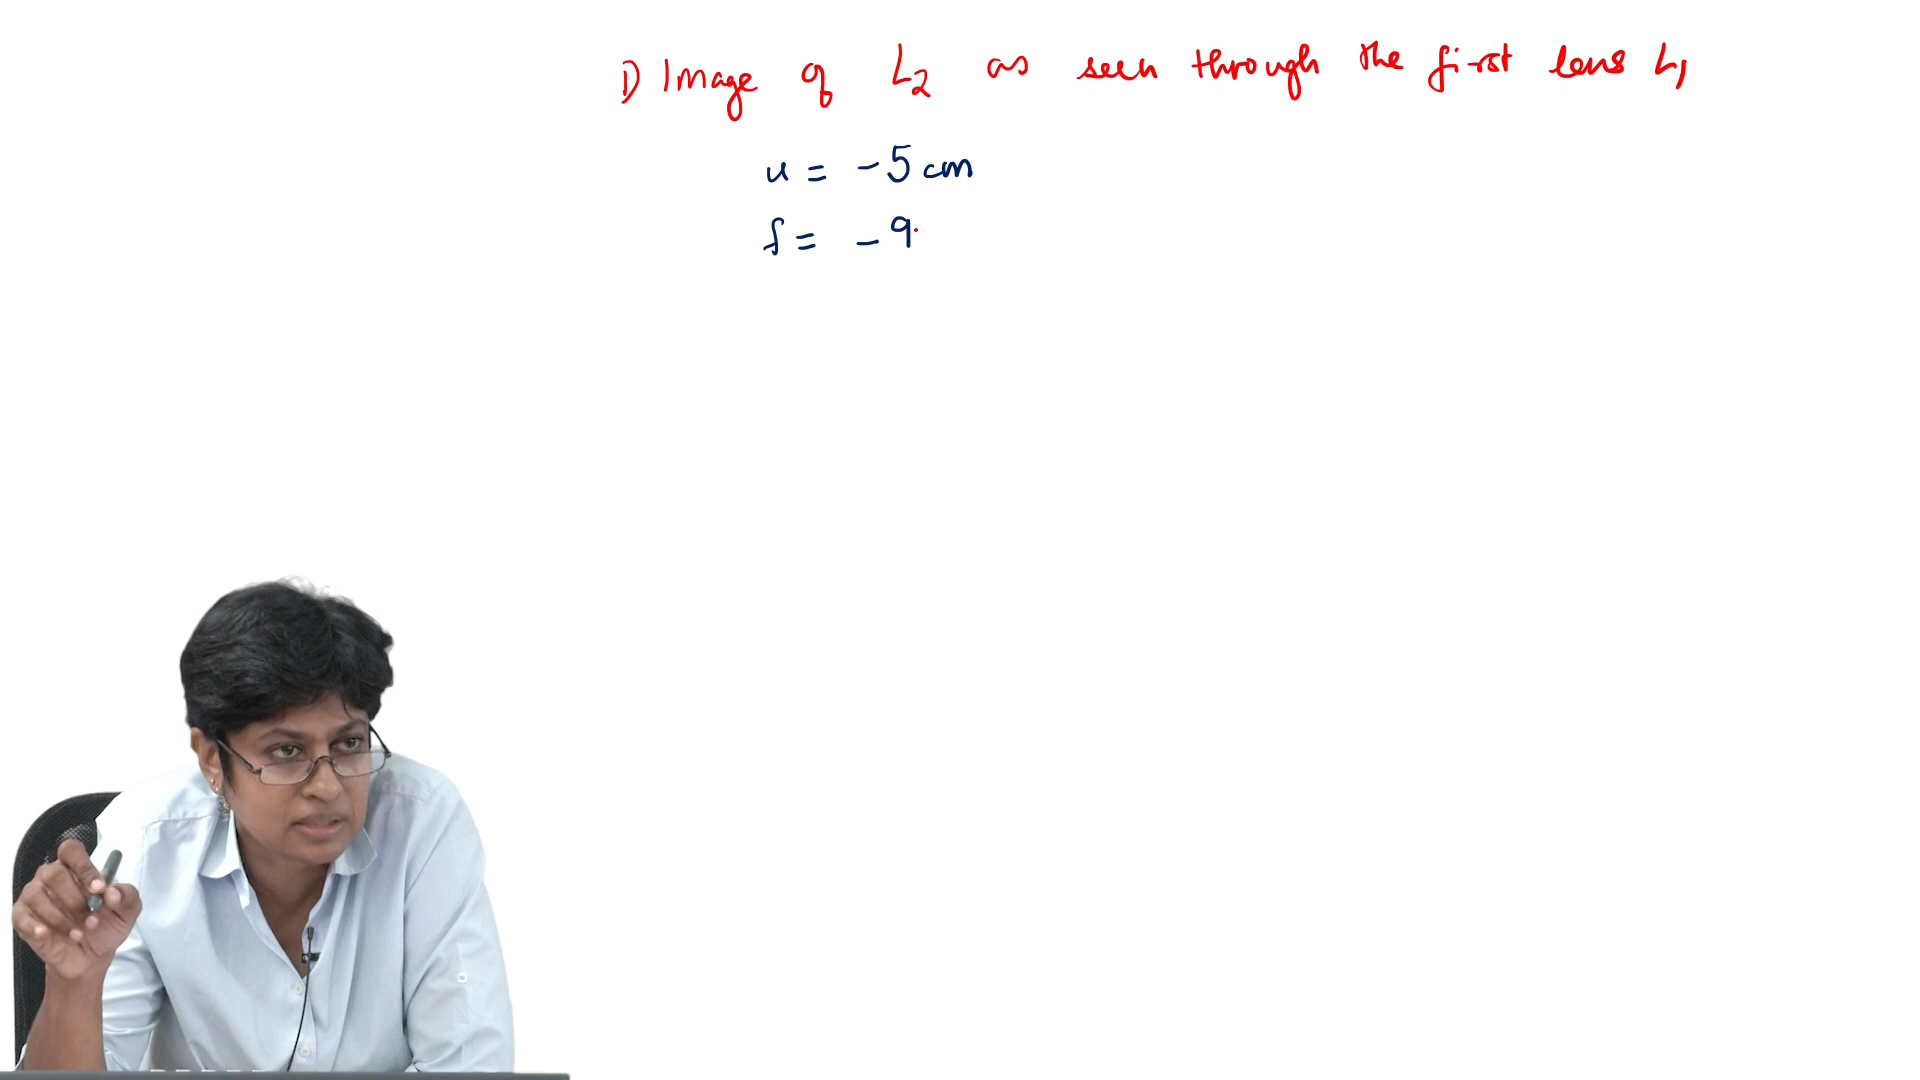 1) Image of L₂ as seen through the first lens L₁
u = -5 cm
f = -9